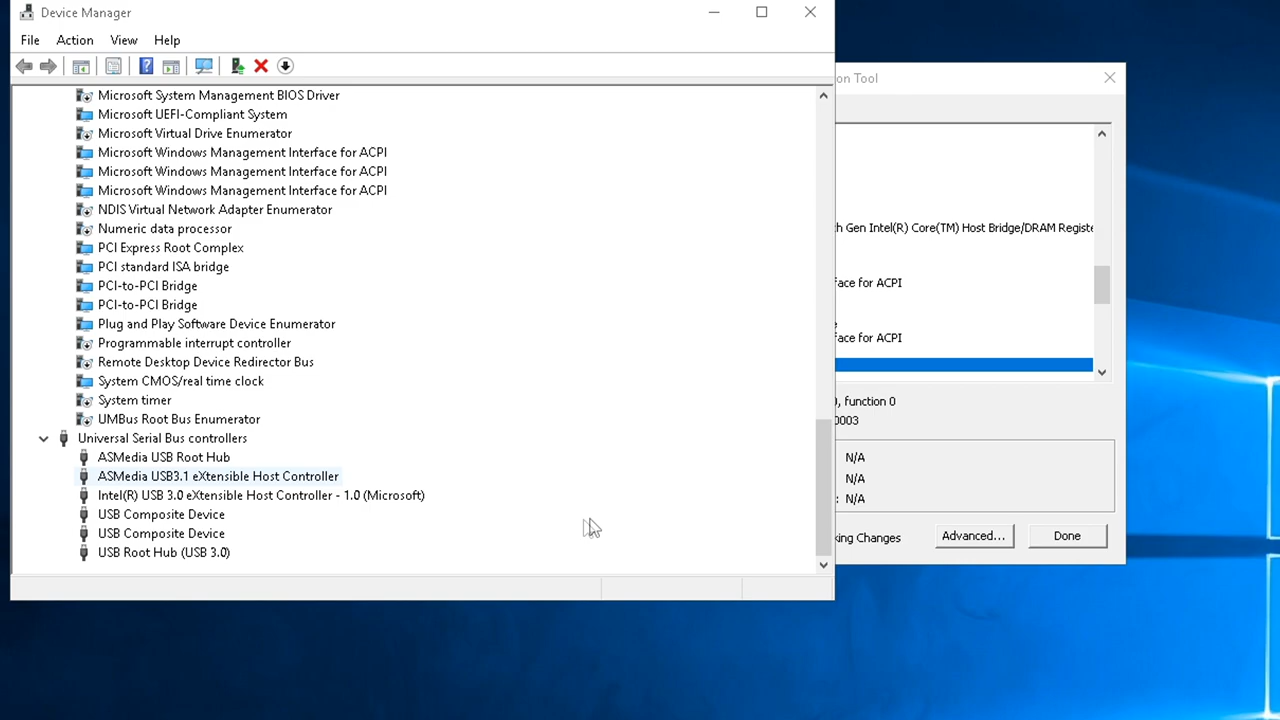 Device Manager
File Action View Help
Microsoft System Management BIOS Driver
Microsoft UEFI-Compliant System
Microsoft Virtual Drive Enumerator
Microsoft Windows Management Interface for ACPI
Microsoft Windows Management Interface for ACPI
Microsoft Windows Management Interface for ACPI
NDIS Virtual Network Adapter Enumerator
Numeric data processor
PCI Express Root Complex
PCI standard ISA bridge
PCI-to-PCI Bridge
PCI-to-PCI Bridge
Plug and Play Software Device Enumerator
Programmable interrupt controller
Remote Desktop Device Redirector Bus
System CMOS/real time clock
System timer
UMBus Root Bus Enumerator
Universal Serial Bus controllers
ASMedia USB Root Hub
ASMedia USB3.1 eXtensible Host Controller
Intel(R) USB 3.0 eXtensible Host Controller - 1.0 (Microsoft)
USB Composite Device
USB Composite Device
USB Root Hub (USB 3.0)
on Tool
h Gen Intel(R) Core(TM) Host Bridge/DRAM Registe
face for ACPI
e
face for ACPI
0, function 0
0003
N/A
N/A
: N/A
king Changes Advanced... Done